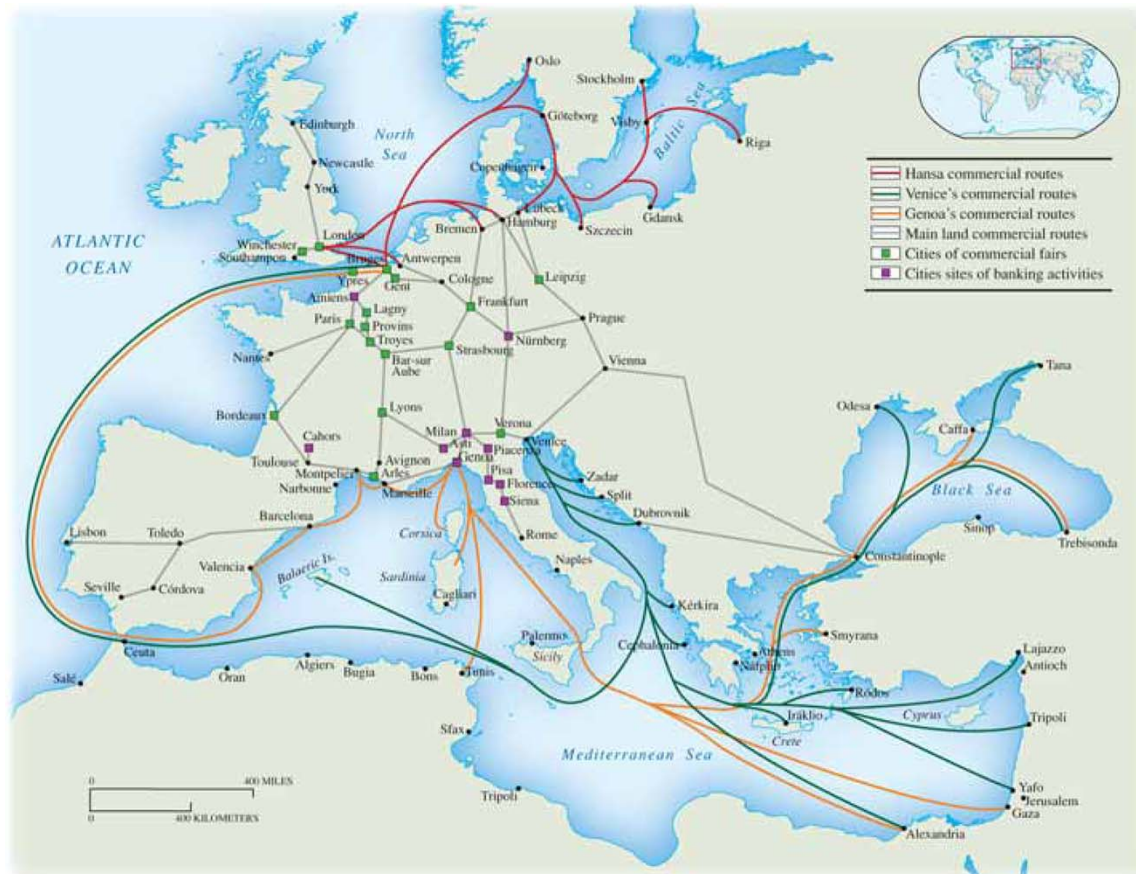 Oslo
Stockholm
Göteborg
Visby
Baltic Sea
Riga
Edinburgh
North
Sea
Newcastle
York
Copenhagen
Gdansk
Lübeck
Hamburg
Bremen
Szczecin
Hansa commercial routes
Venice's commercial routes
Genoa's commercial routes
Main land commercial routes
Cities of commercial fairs
Cities sites of banking activities
ATLANTIC
OCEAN
Winchester
London
Southampon
Bruges
Antwerpen
Ypres
Gent
Cologne
Leipzig
Amiens
Lagny
Frankfurt
Paris
Provins
Troyes
Nürnberg
Prague
Nantes
Bar-sur
Aube
Strasbourg
Vienna
Tana
Odesa
Caffa
Bordeaux
Lyons
Cahors
Milan
Verona
Venice
Asti
Piacenza
Genoa
Toulouse
Avignon
Montpelier
Arles
Pisa
Florence
Zadar
Narbonne
Marseille
Siena
Split
Black Sea
Dubrovnik
Sinop
Trebisonda
Barcelona
Corsica
Rome
Lisbon
Toledo
Constantinople
Naples
Valencia
Balaeric Is.
Sardinia
Seville
Córdova
Cagliari
Kérkira
Palermo
Sicily
Cephalonia
Athens
Smyrana
Nafplio
Ceuta
Lajazzo
Antioch
Salé
Oran
Algiers
Bugia
Bons
Tunis
Ródos
Iráklio
Cyprus
Tripoli
Sfax
Crete
Mediterranean Sea
0 400 MILES
0 400 KILOMETERS
Tripoli
Yafo
Jerusalem
Gaza
Alexandria